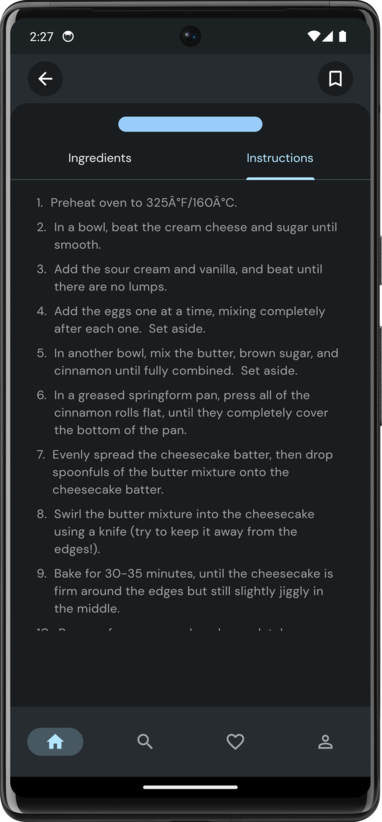 2:27
Ingredients
Instructions
1. Preheat oven to 325Â°F/160Â°C.
2. In a bowl, beat the cream cheese and sugar until
smooth.
3. Add the sour cream and vanilla, and beat until
there are no lumps.
4. Add the eggs one at a time, mixing completely
after each one. Set aside.
5. In another bowl, mix the butter, brown sugar, and
cinnamon until fully combined. Set aside.
6. In a greased springform pan, press all of the
cinnamon rolls flat, until they completely cover
the bottom of the pan.
7. Evenly spread the cheesecake batter, then drop
spoonfuls of the butter mixture onto the
cheesecake batter.
8. Swirl the butter mixture into the cheesecake
using a knife (try to keep it away from the
edges!).
9. Bake for 30-35 minutes, until the cheesecake is
firm around the edges but still slightly jiggly in
the middle.